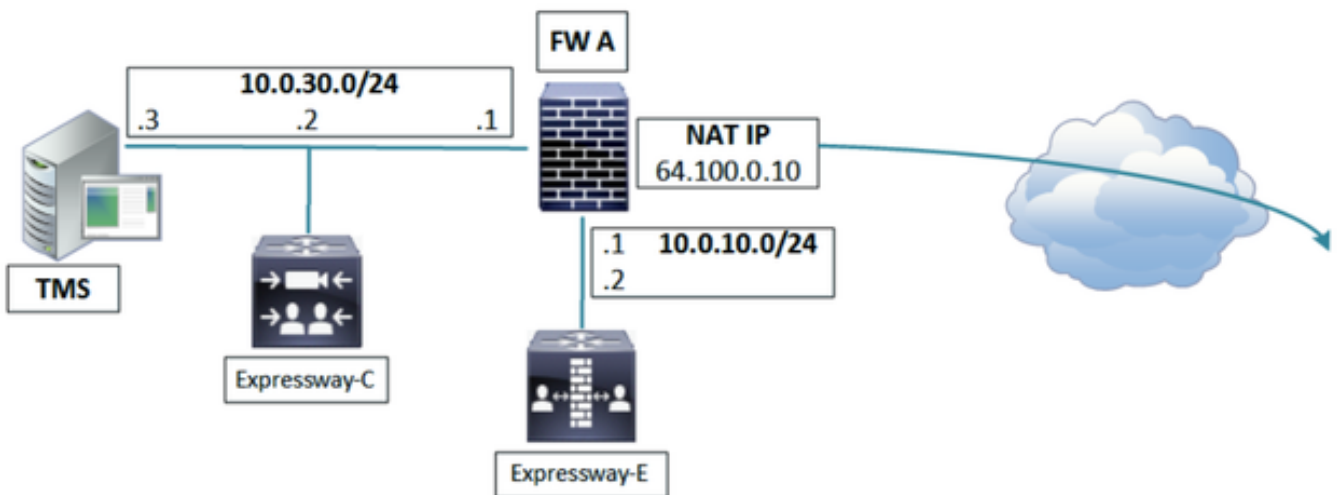 FW A
10.0.30.0/24
.3 .2 .1
NAT IP
64.100.0.10
TMS
.1 10.0.10.0/24
.2
Expressway-C
Expressway-E